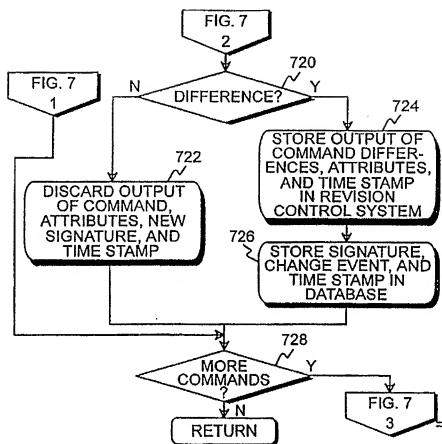 FIG. 7
2
720
FIG. 7
1
N
DIFFERENCE?
Y
724
722
STORE OUTPUT
OF COMMAND DIFFER-
ENCES, ATTRIBUTES,
AND TIME STAMP
IN REVISION
CONTROL SYSTEM
DISCARD OUTPUT
OF COMMAND,
ATTRIBUTES, NEW
SIGNATURE, AND
TIME STAMP
726
STORE SIGNATURE,
CHANGE EVENT, AND
TIME STAMP IN
DATABASE
728
MORE
COMMANDS
?
Y
N
RETURN
FIG. 7
3